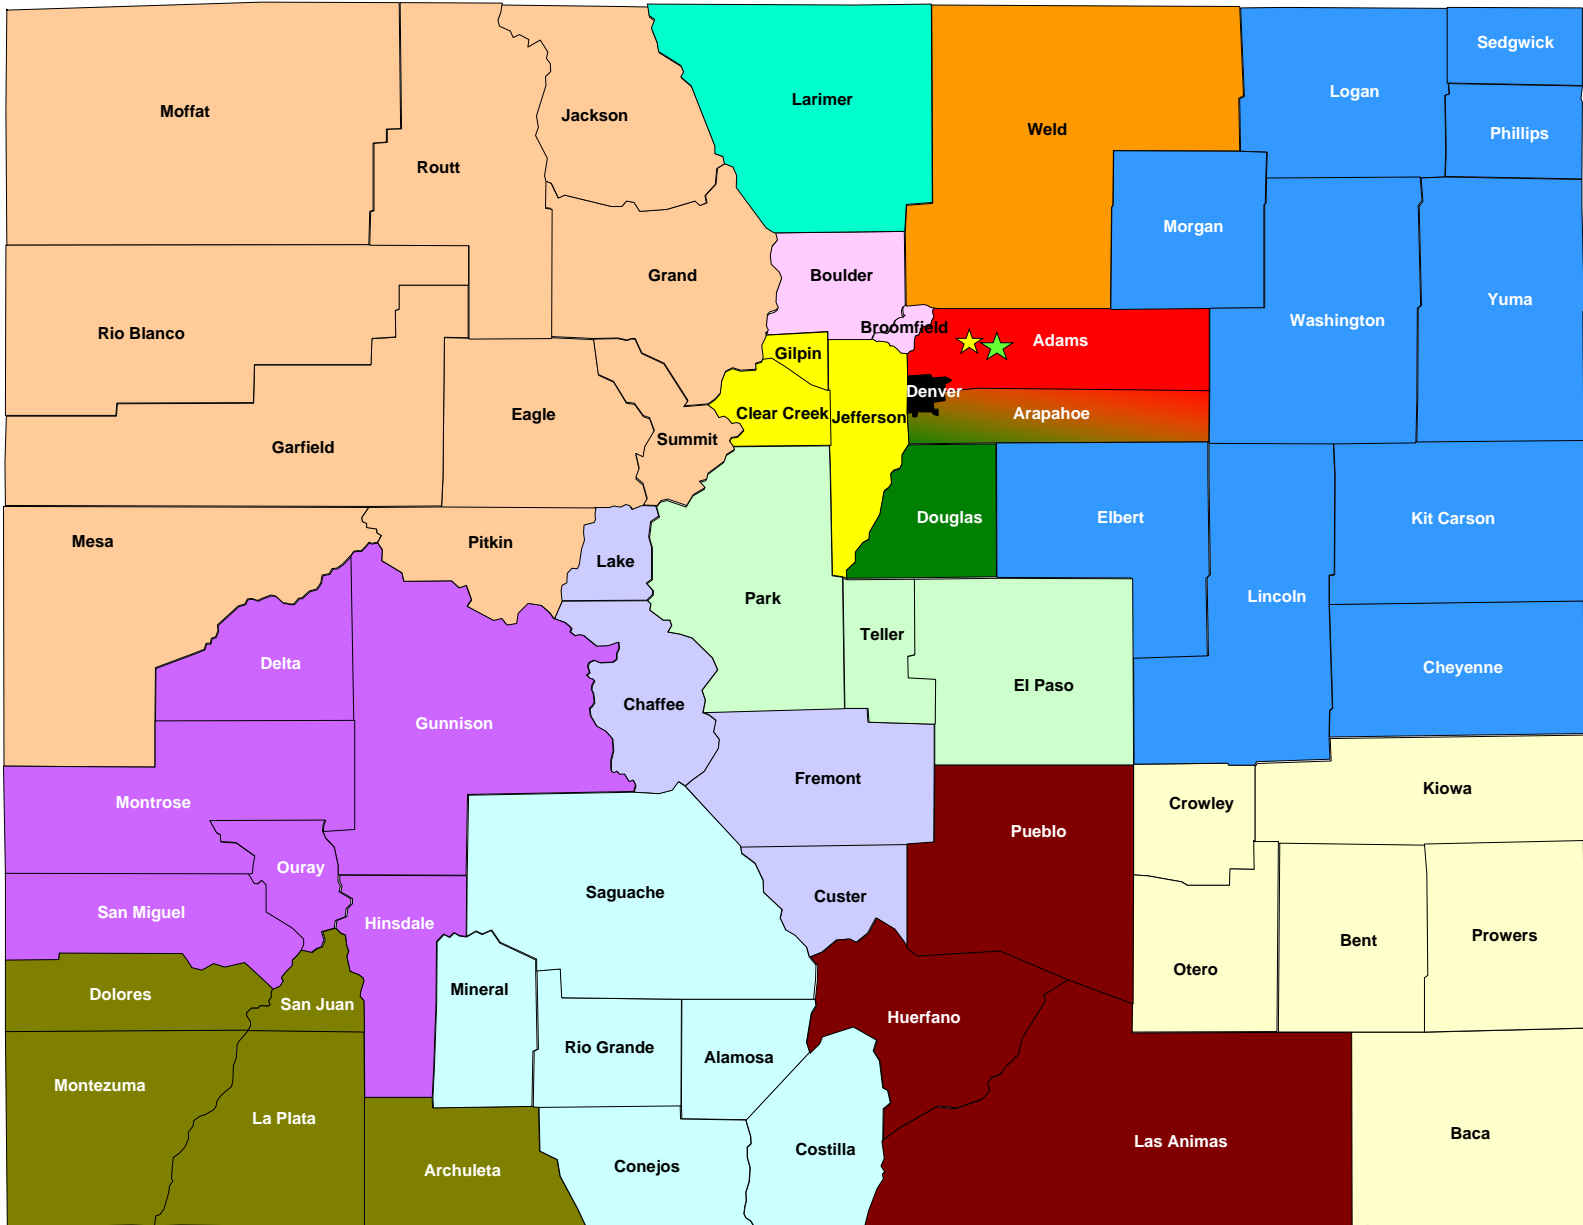 Sedgwick
Logan
Larimer
Moffat
Jackson
Weld
Phillips
Routt
Morgan
Grand
Boulder
Yuma
Washington
Rio Blanco
Broomfield
Adams
Gilpin
Denver
Eagle
Clear Creek
Jefferson
Arapahoe
Summit
Garfield
Douglas
Elbert
Kit Carson
Mesa
Pitkin
Lake
Park
Lincoln
Teller
Delta
Cheyenne
El Paso
Chaffee
Gunnison
Fremont
Kiowa
Montrose
Crowley
Pueblo
Ouray
Saguache
Custer
San Miguel
Hinsdale
Prowers
Bent
Otero
Mineral
Dolores
San Juan
Huerfano
Rio Grande
Alamosa
Montezuma
La Plata
Baca
Las Animas
Costilla
Conejos
Archuleta